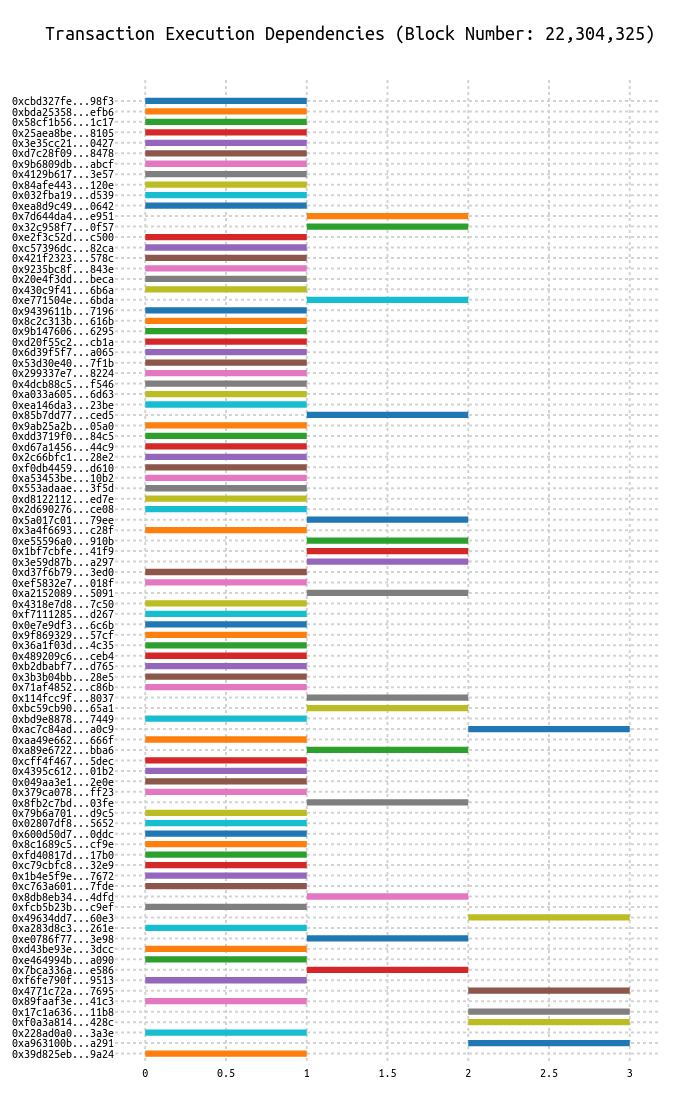 Transaction Execution Dependencies (Block Number: 22,304,325)
0xcbd327fe...98f3
0xbda25358...efb6
0x58cf1b56...1c17
0x25aea8be...8105
0x3e35cc21...0427
0xd7c28f09...8478
0x9b6809db...abcf
0x4129b617...3e57
0x84afe443...120e
0x032fba19...d539
0xea8d9c49...0642
0x7d644da4...e951
0x32c958f7...0f57
0xe2f3c52d...c500
0xc57396dc...82ca
0x421f2323...578c
0x9235bc8f...843e
0x20e4f3dd...beca
0x430c9f41...6b6a
0xe771504e...6bda
0x9439611b...7196
0x8c2c313b...616b
0x9b147606...6295
0xd20f55c2...cb1a
0x6d39f5f7...a065
0x53d30e40...7f1b
0x299337e7...8224
0x4dcb88c5...f546
0xa033a605...6d63
0xea146da3...23be
0x85b7dd77...ced5
0x9ab25a2b...05a0
0xdd3719f0...84c5
0xd67a1456...44c9
0x2c66bfc1...28e2
0xf0db4459...d610
0xa53453be...10b2
0x553adaae...3f5d
0xd8122112...ed7e
0x2d690276...ce08
0x5a017c01...79ee
0x3a4f6693...c28f
0xe55596a0...910b
0x1bf7cbfe...41f9
0x3e59d87b...a297
0xd37f6b79...3ed0
0xef5832e7...018f
0xa2152089...5091
0x4318e7d8...7c50
0xf7111285...d267
0x0e7e9df3...6c6b
0x9f869329...57cf
0x36a1f03d...4c35
0x489209c6...ceb4
0xb2dbabf7...d765
0x3b3b04bb...28e5
0x71af4852...c86b
0x114fcc9f...8037
0xbc59cb90...65a1
0xbd9e8878...7449
0xac7c84ad...a0c9
0xaa49e662...666f
0xa89e6722...bba6
0xcff4f467...5dec
0x4395c612...01b2
0x049aa3e1...2e0e
0x379ca078...ff23
0x8fb2c7bd...03fe
0x79b6a701...d9c5
0x02807df8...5652
0x600d50d7...0ddc
0x8c1689c5...cf9e
0xfd40817d...17b0
0xc79cbfc8...32e9
0x1b4e5f9e...7672
0xc763a601...7fde
0x8db8eb34...4dfd
0xfcb5b23b...c9ef
0x49634dd7...60e3
0xa283d8c3...261e
0xe0786f77...3e98
0xd43be93e...3dcc
0xe464994b...a090
0x7bca336a...e586
0xf6fe790f...9513
0x4771c72a...7695
0x89faaf3e...41c3
0x17c1a636...11b8
0xf0a3a814...428c
0x228ad0a0...3a3e
0xa963100b...a291
0x39d825eb...9a24
0 0.5 1 1.5 2 2.5 3